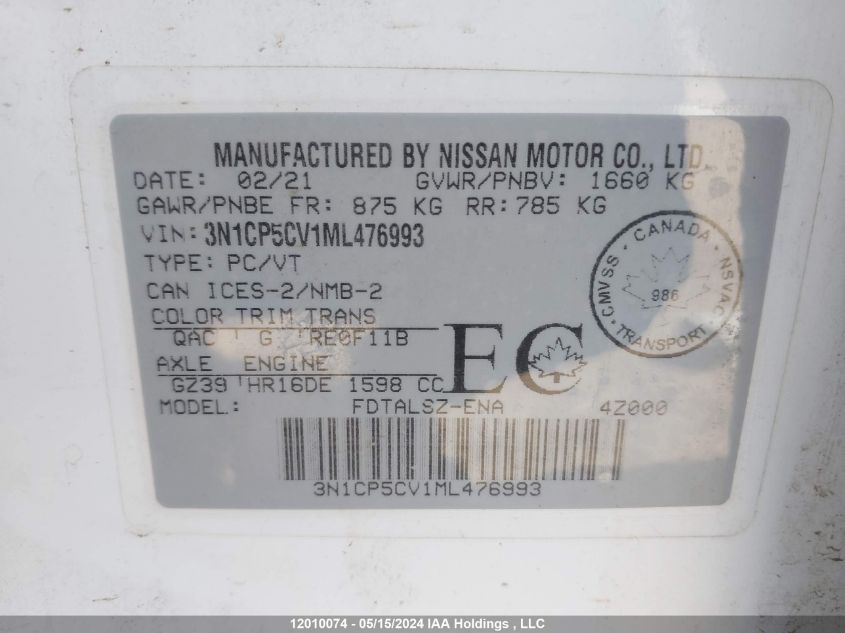 MANUFACTURED BY NISSAN MOTOR CO., LTD.
DATE: 02/21 GVWR/PNBV: 1660 KG
GAWR/PNBE FR: 875 KG RR: 785 KG
VIN: 3N1CP5CV1ML476993
TYPE: PC/VT
CAN ICES-2/NMB-2
COLOR TRIM TRANS
QAC G RE0F11B
AXLE ENGINE
GZ39 HR16DE 1598 CC
EC
MODEL: FDTALSZ-ENA 4Z000
3N1CP5CV1ML476993
CANADA · NSVAC · TRANSPORT · CMVSS ·
986
12010074 - 05/15/2024 IAA Holdings , LLC